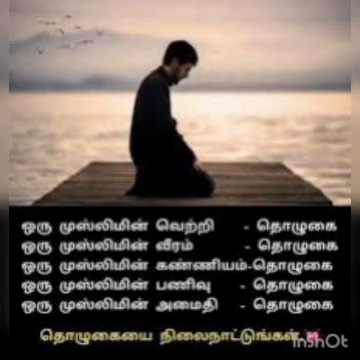 ஒரு முஸ்லிமின் வெற்றி - தொழுகை
ஒரு முஸ்லிமின் வீரம் - தொழுகை
ஒரு முஸ்லிமின் கண்ணியம்-தொழுகை
ஒரு முஸ்லிமின் பணிவு - தொழுகை
ஒரு முஸ்லிமின் அமைதி - தொழுகை
தொழுகையை நிலைநாட்டுங்கள் 💓
InShOt